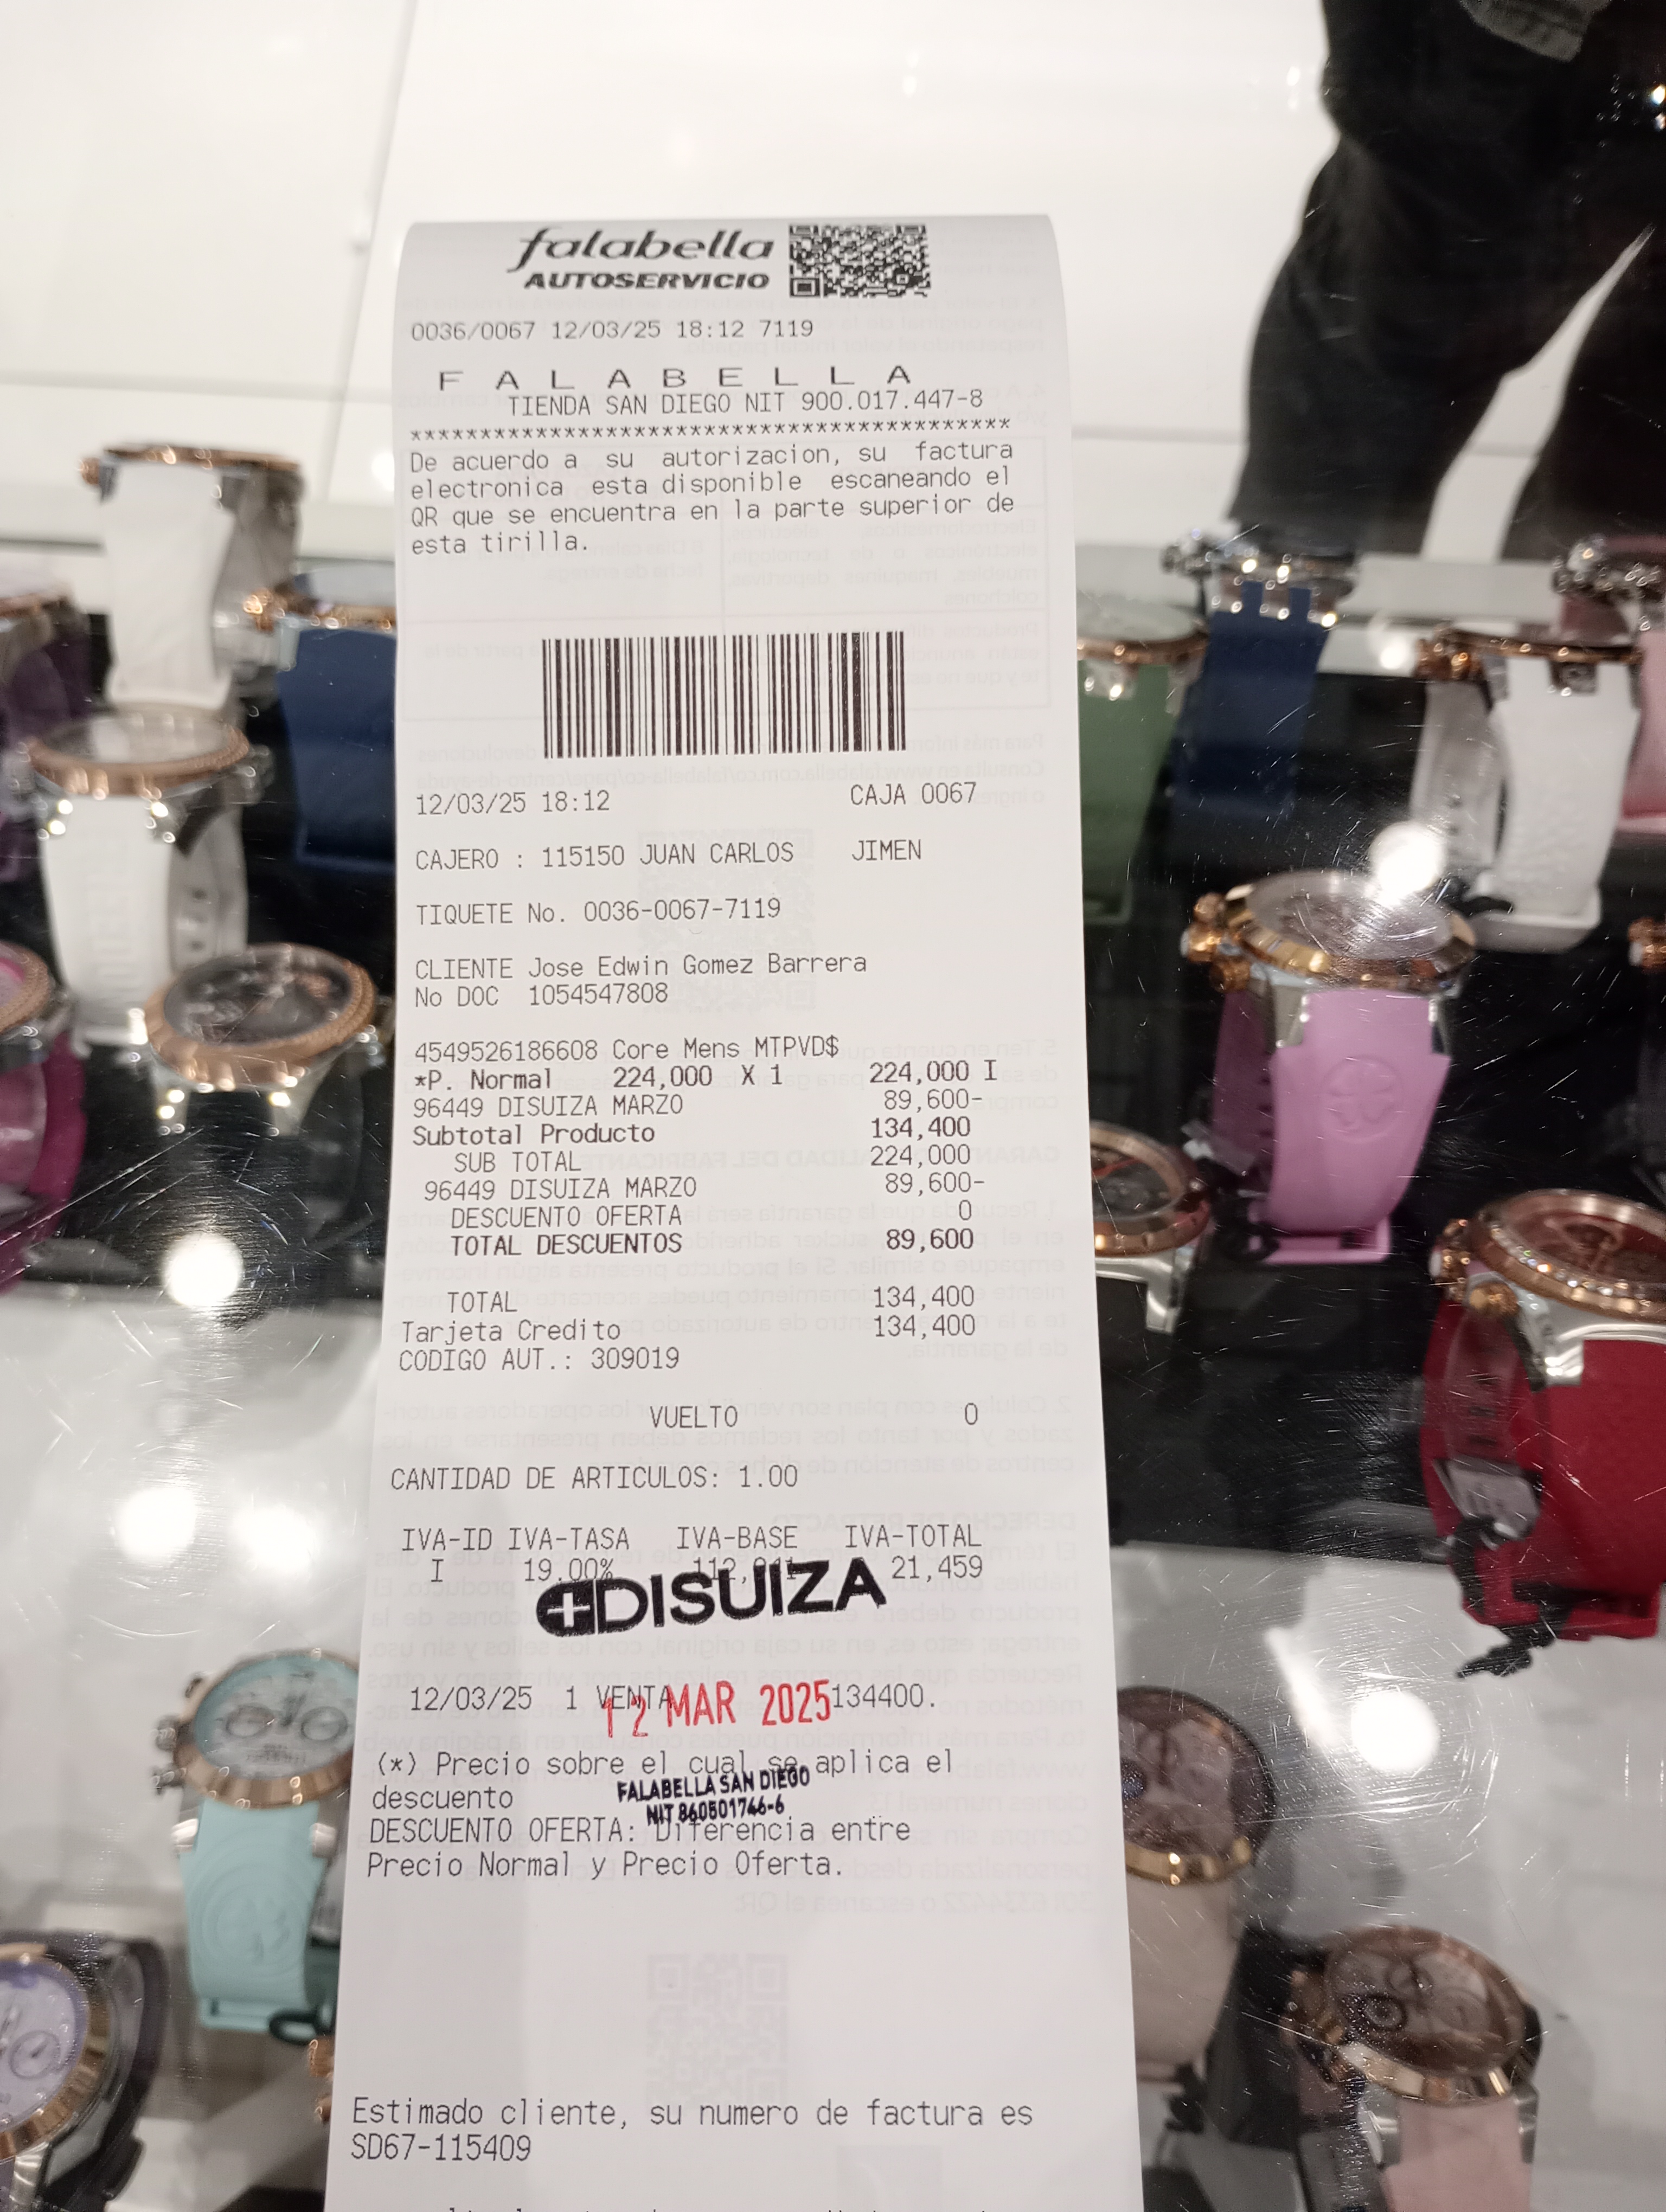 falabella
AUTOSERVICIO
0036/0067 12/03/25 18:12 7119
F A L A B E L L A
TIENDA SAN DIEGO NIT 900.017.447-8
*******************************************
De acuerdo a su autorizacion, su factura
electronica esta disponible escaneando el
QR que se encuentra en la parte superior de
esta tirilla.
12/03/25 18:12 CAJA 0067
CAJERO : 115150 JUAN CARLOS JIMEN
TIQUETE No. 0036-0067-7119
CLIENTE Jose Edwin Gomez Barrera
No DOC 1054547808
4549526186608 Core Mens MTPVD$
*P. Normal 224,000 X 1 224,000 I
96449 DISUIZA MARZO 89,600-
Subtotal Producto 134,400
SUB TOTAL 224,000
96449 DISUIZA MARZO 89,600-
DESCUENTO OFERTA 0
TOTAL DESCUENTOS 89,600
TOTAL 134,400
Tarjeta Credito 134,400
CODIGO AUT.: 309019
VUELTO 0
CANTIDAD DE ARTICULOS: 1.00
IVA-ID IVA-TASA IVA-BASE IVA-TOTAL
I 19.00% 21,459
DISUIZA
12/03/25 1 VENTA 134400.
12 MAR 2025
(*) Precio sobre el cual se aplica el
descuento
FALABELLA SAN DIEGO
NIT 860501746-6
DESCUENTO OFERTA: Diferencia entre
Precio Normal y Precio Oferta.
Estimado cliente, su numero de factura es
SD67-115409